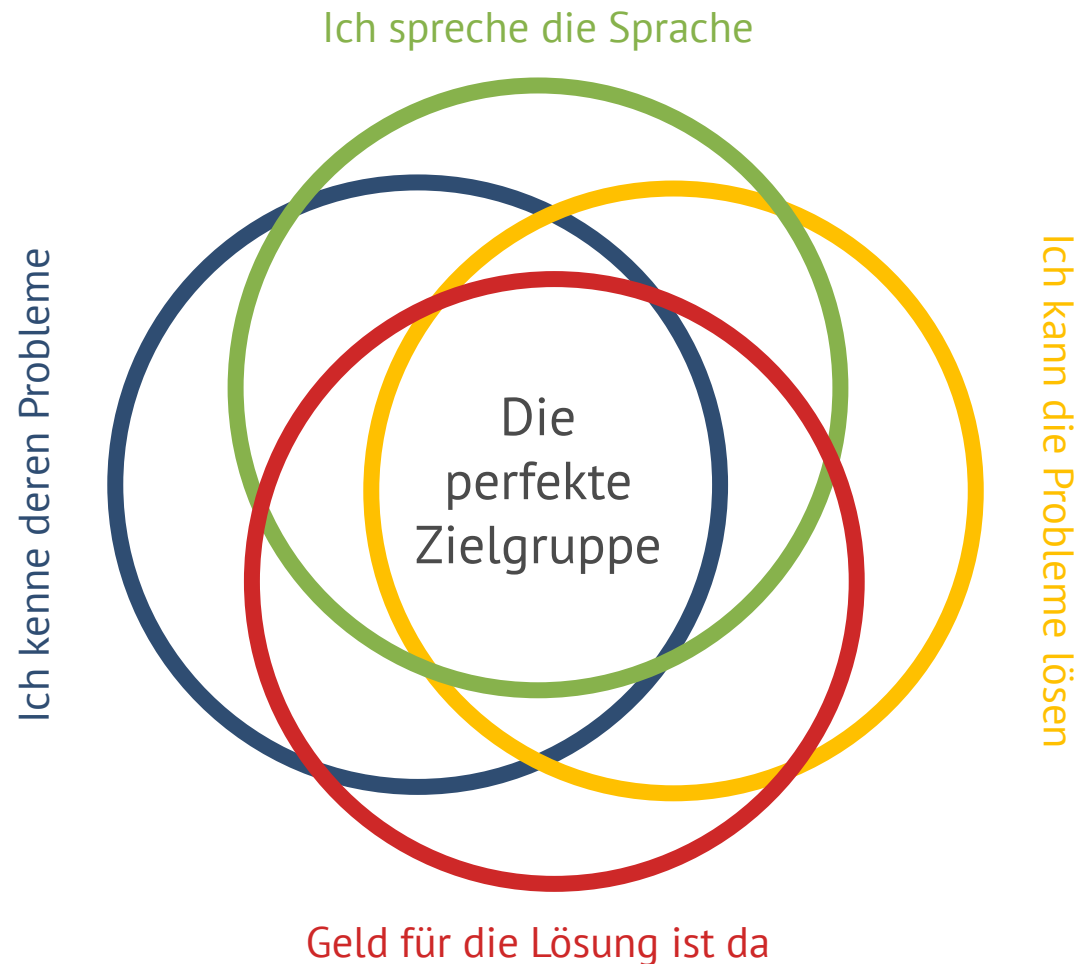 Ich spreche die Sprache
Ich kenne deren Probleme
Die
perfekte
Zielgruppe
Ich kann die Probleme lösen
Geld für die Lösung ist da